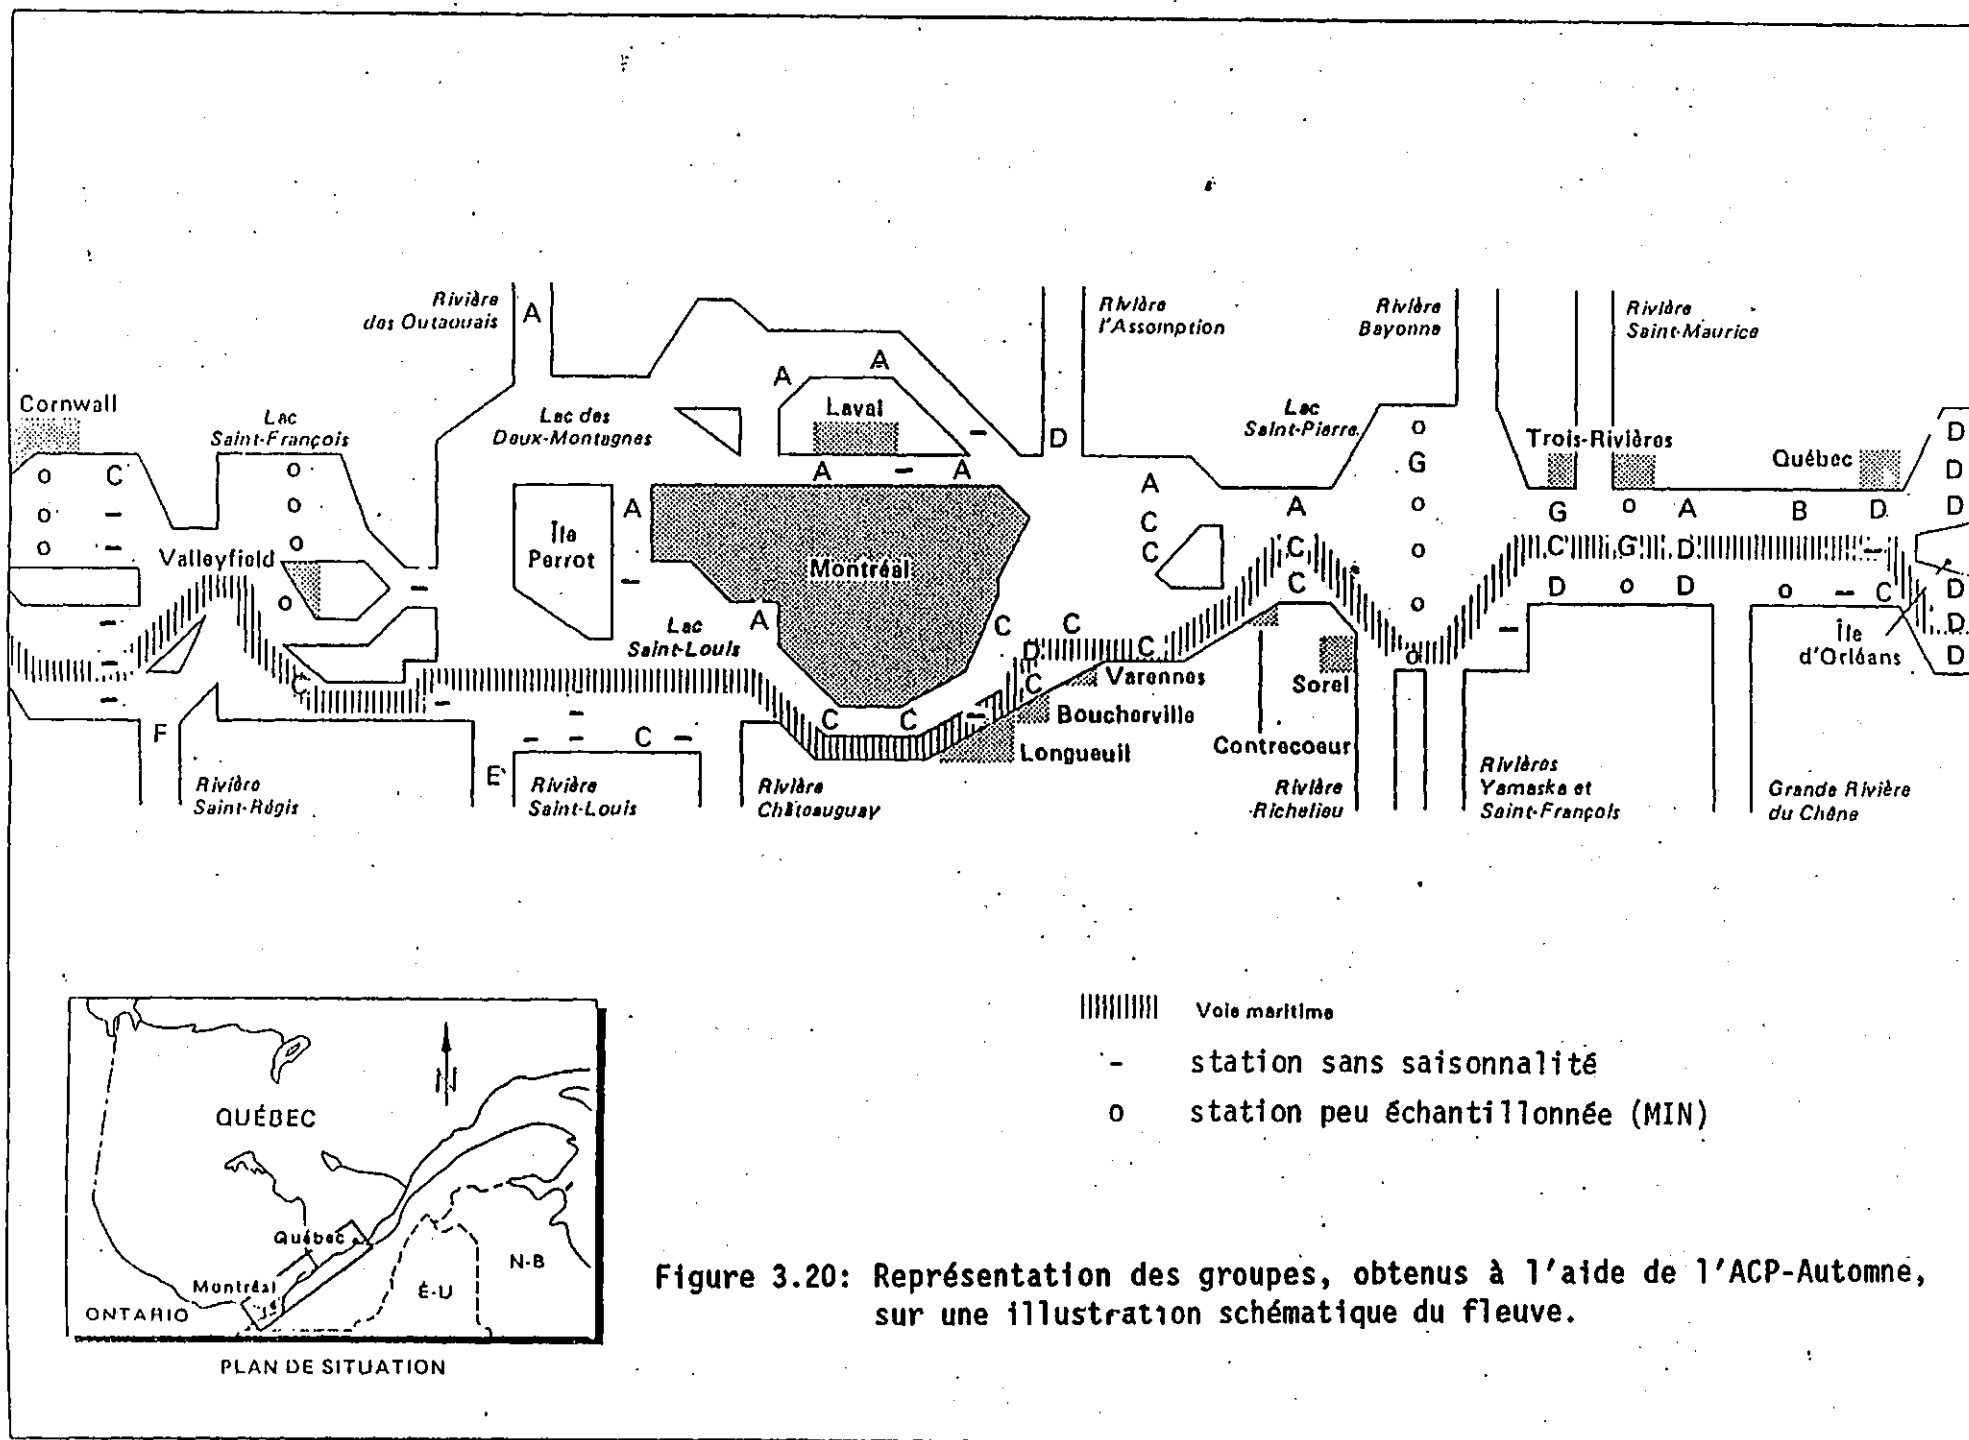 Rivière
des Outaouais
A
Rivière
l'Assomption
Rivière
Bayonne
Rivière
Saint-Maurice
Cornwall
Lac
Saint-François
Lac des
Deux-Montagnes
A
A
Laval
-
D
Lac
Saint-Pierre
o
G
Trois-Rivières
Québec
D
D
D
o C o
A - A
o - o
o - o
A
A
C
C
A
o
G o A B D
Valleyfield
Île
Perrot
-
-
Montréal
C
C
o
C G D -
o
o
D o D o - C
D
D
D
-
-
-
A
Lac
Saint-Louis
C
C
D
C
C
Varennes
-
o
Île
d'Orléans
C
-
-
C C -
Sorel
Boucherville
Longueuil
Contrecoeur
F
- - C -
E
Rivière
Saint-Régis
Rivière
Saint-Louis
Rivière
Châteauguay
Rivière
Richelieu
Rivières
Yamaska et
Saint-François
Grande Rivière
du Chêne
Voie maritime
- station sans saisonnalité
o station peu échantillonnée (MIN)
N
QUÉBEC
Québec
Montréal
ONTARIO
É-U
N-B
PLAN DE SITUATION
Figure 3.20: Représentation des groupes, obtenus à l'aide de l'ACP-Automne,
sur une illustration schématique du fleuve.